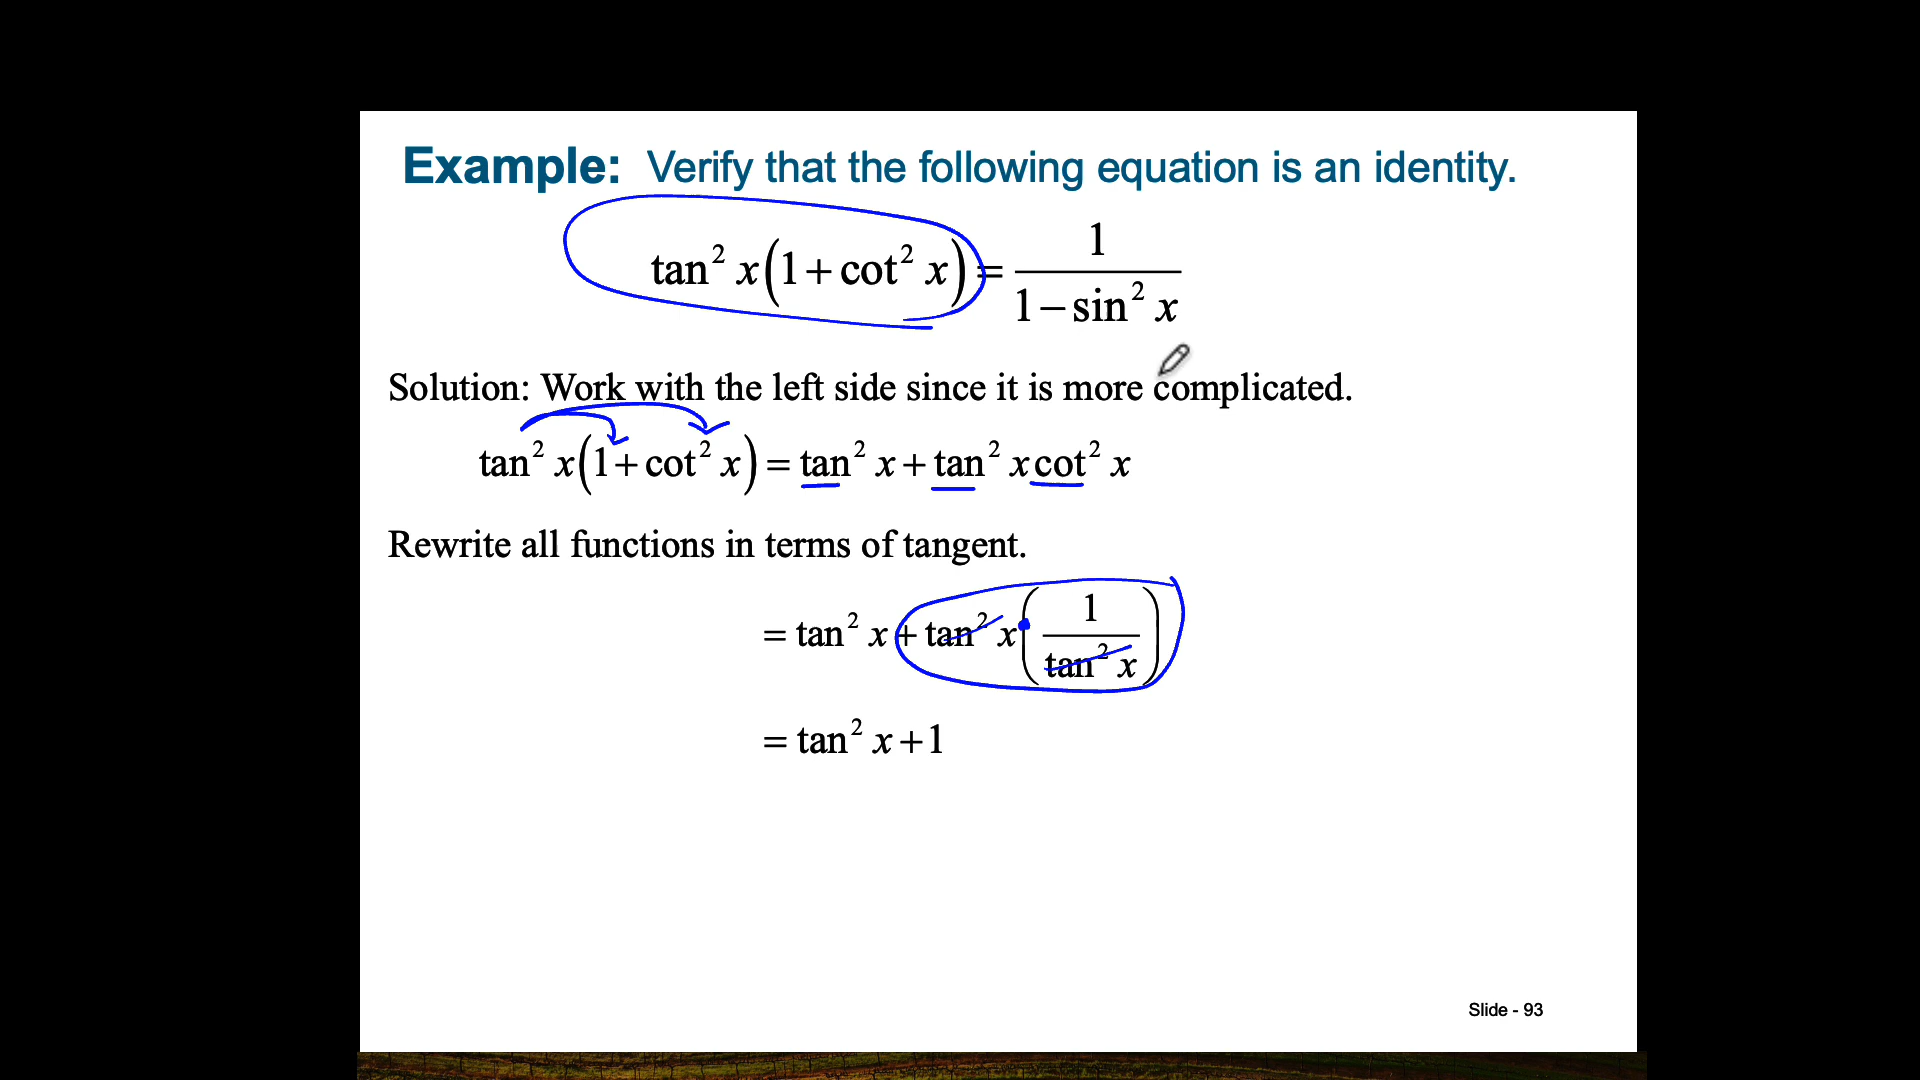 Example: Verify that the following equation is an identity.
tan² x(1+cot² x) = 1/(1−sin² x)
Solution: Work with the left side since it is more complicated.
tan² x(1+cot² x) = tan² x + tan² x cot² x
Rewrite all functions in terms of tangent.
= tan² x + tan² x(1/(tan² x))
= tan² x + 1
Slide - 93